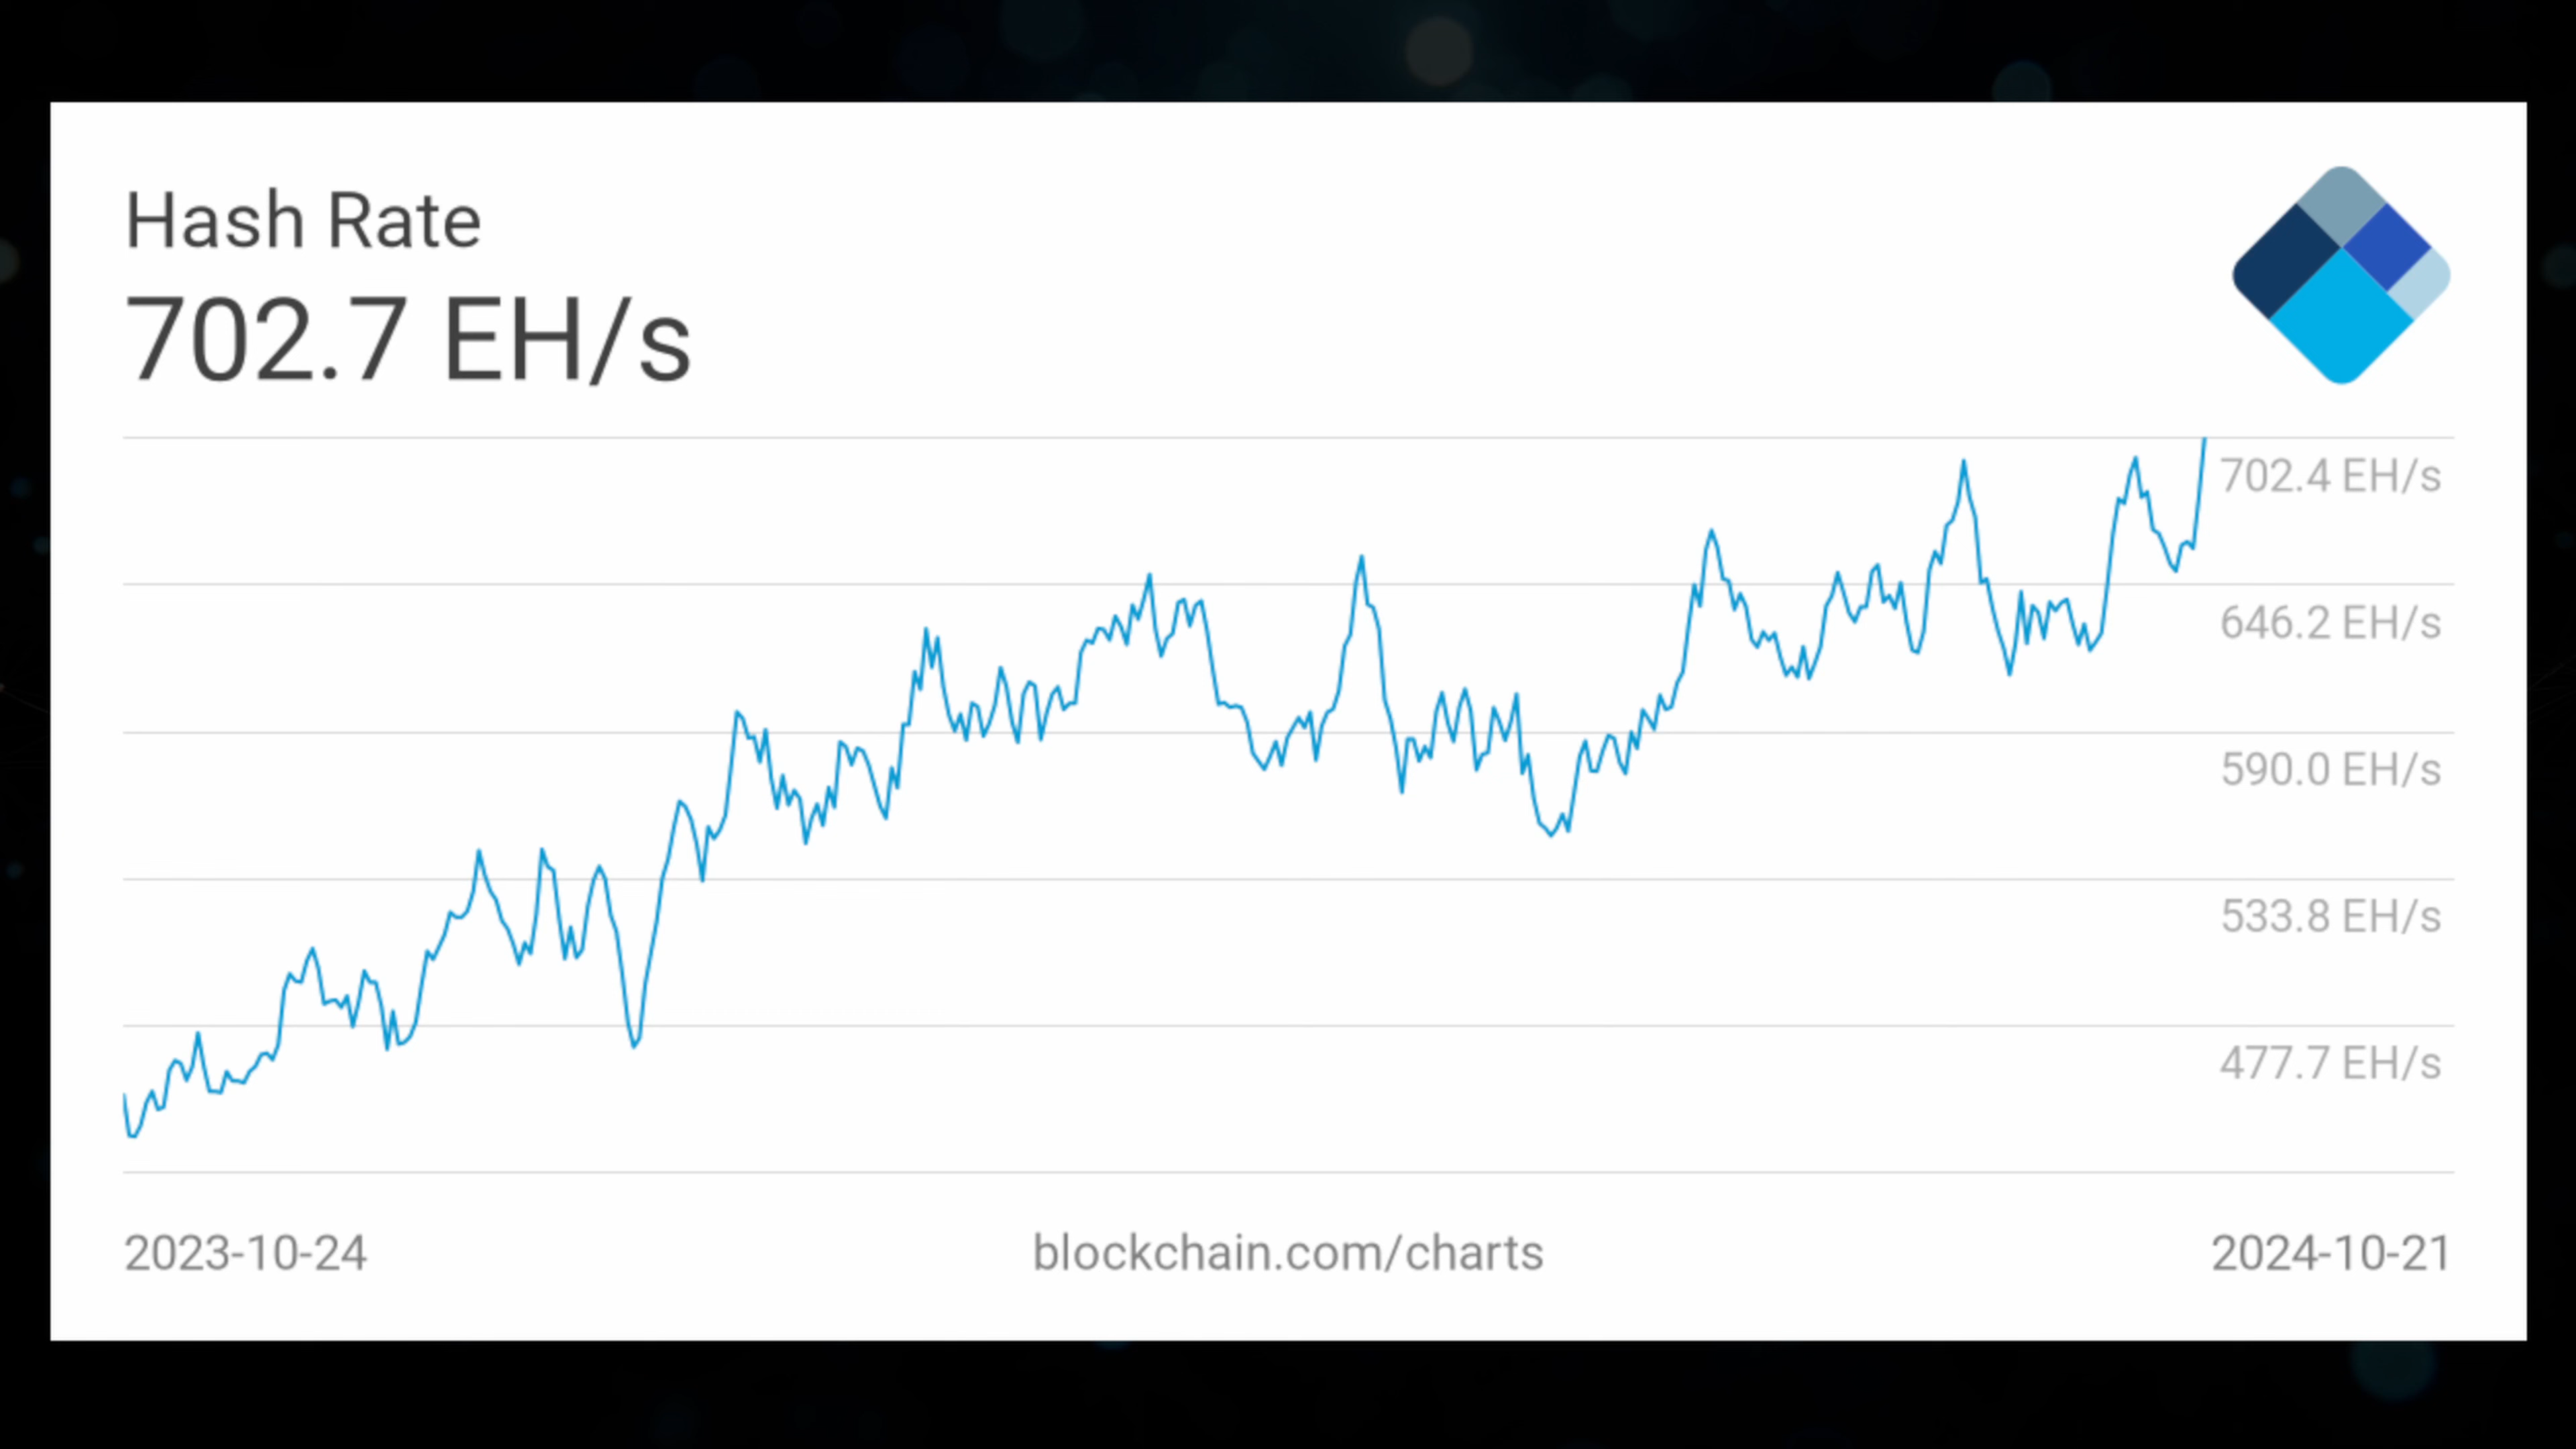 Hash Rate
702.7 EH/s
702.4 EH/s
646.2 EH/s
590.0 EH/s
533.8 EH/s
477.7 EH/s
2023-10-24
blockchain.com/charts
2024-10-21